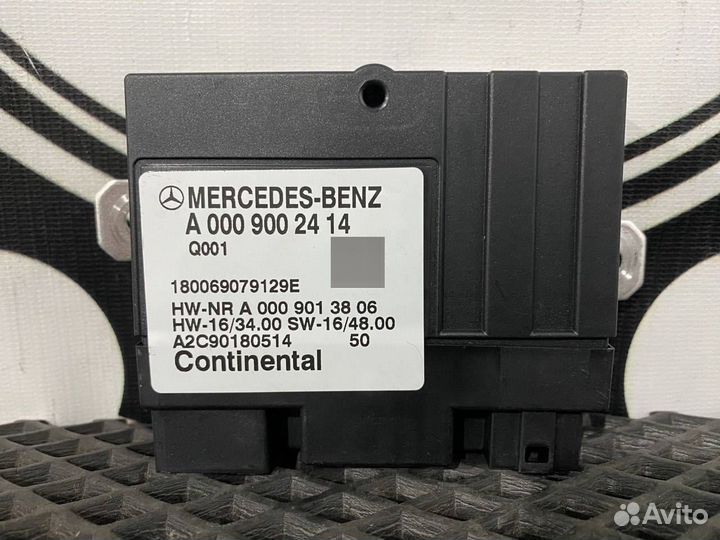 MERCEDES-BENZ
A 000 900 24 14
Q001
180069079129E
HW-NR A 000 901 38 06
HW-16/34.00 SW-16/48.00
A2C90180514 50
Continental
Avito